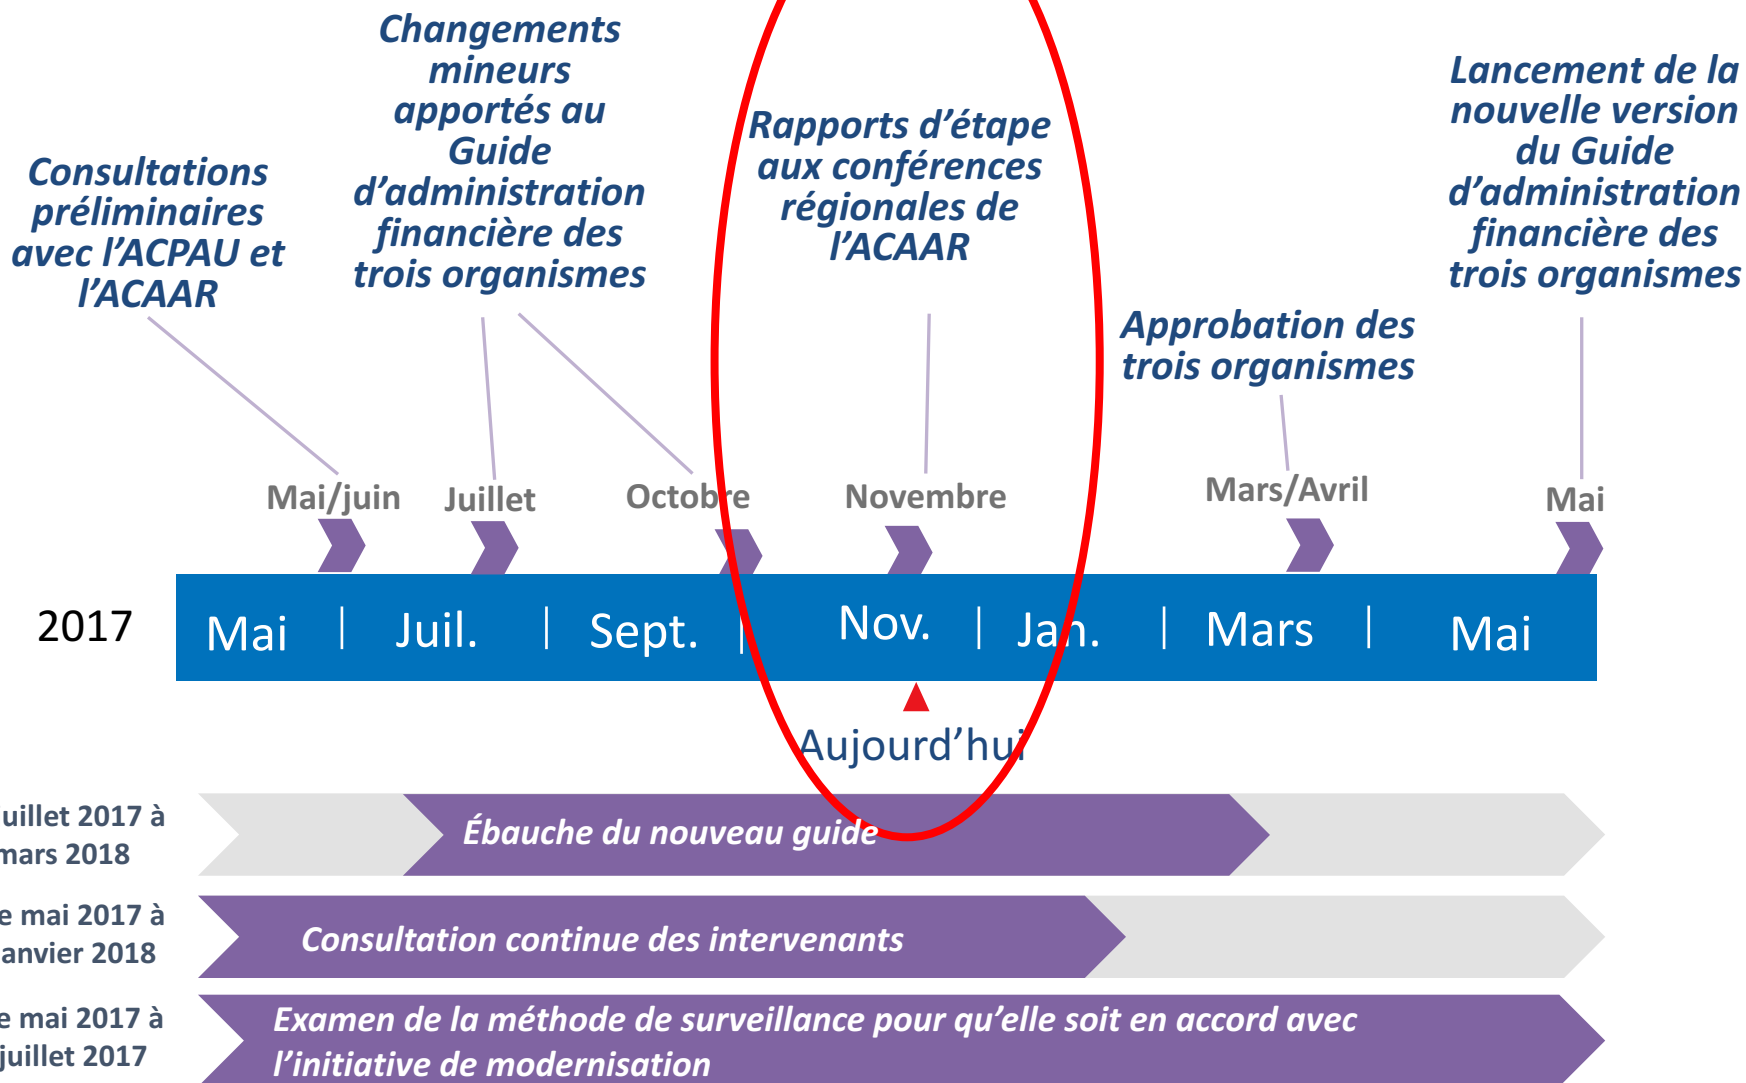 Consultations
préliminaires
avec l’ACPAU et
l’ACAAR
Changements
mineurs
apportés au
Guide
d’administration
financière des
trois organismes
Rapports d’étape
aux conférences
régionales de
l’ACAAR
Approbation des
trois organismes
Lancement de la
nouvelle version
du Guide
d’administration
financière des
trois organismes
Mai/juin
Juillet
Octobre
Novembre
Mars/Avril
Mai
2017
Mai | Juil. | Sept. | Nov. | Jan. | Mars | Mai
Aujourd’hui
uillet 2017 à
mars 2018
Ébauche du nouveau guide
e mai 2017 à
anvier 2018
Consultation continue des intervenants
e mai 2017 à
juillet 2017
Examen de la méthode de surveillance pour qu’elle soit en accord avec
l’initiative de modernisation